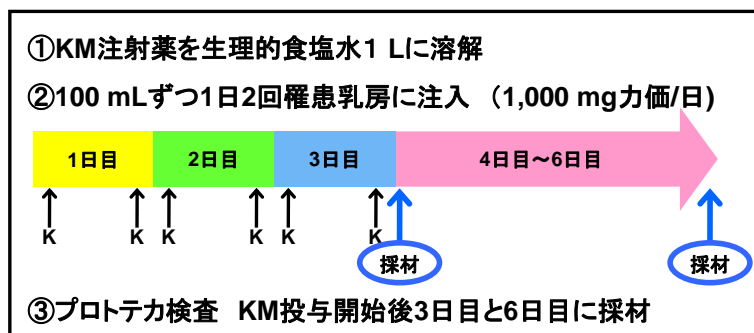 ①KM注射薬を生理的食塩水1 Lに溶解
②100 mLずつ1日2回罹患乳房に注入 (1,000 mg力価/日)
1日目 2日目 3日目 4日目~6日目
K K K K K K
採材 採材
③プロトテカ検査 KM投与開始後3日目と6日目に採材